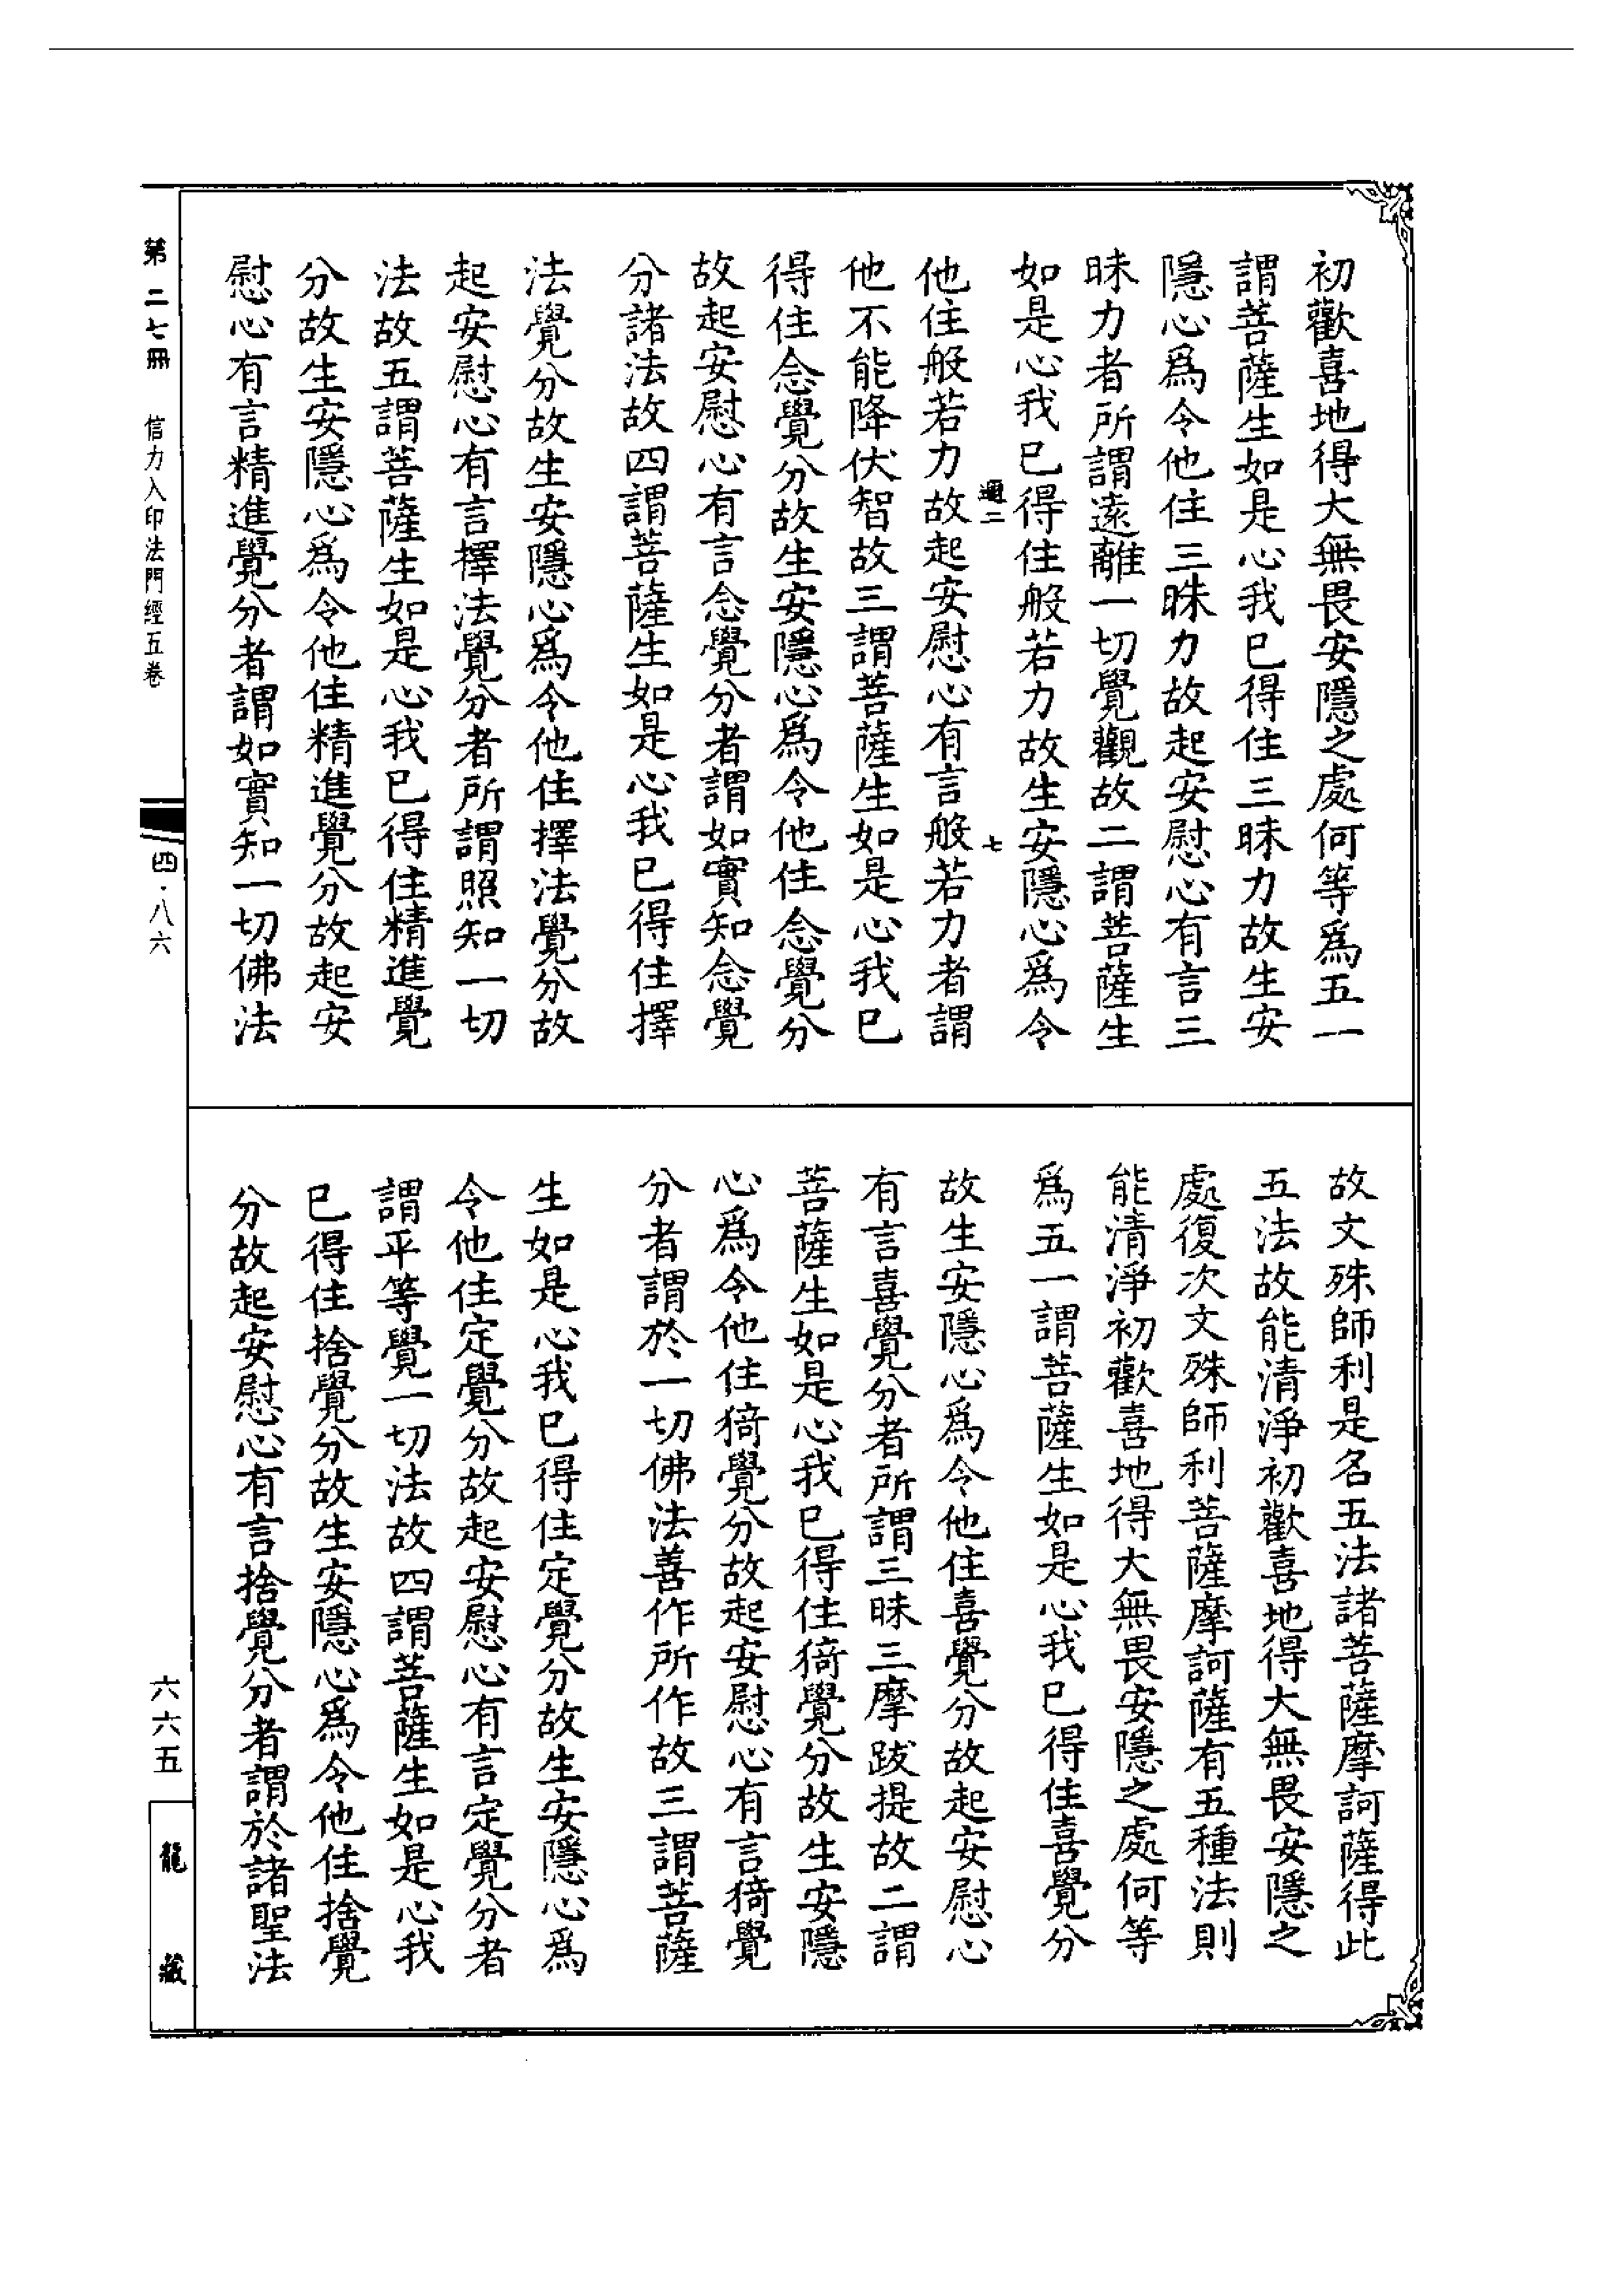 初歡喜地得大無畏安隱之處何等爲五一
謂菩薩生如是心我已得住三昧力故生安
隱心爲令他住三昧力故起安慰心有言三
昧力者所謂遠離一切覺觀故二謂菩薩生
如是心我已得住般若力故生安隱心爲令
通二 七
他住般若力故起安慰心有言般若力者謂
他不能降伏智故三謂菩薩生如是心我已
得住念覺分故生安隱心爲令他住念覺分
故起安慰心有言念覺分者謂如實知念覺
分諸法故四謂菩薩生如是心我已得住擇
法覺分故生安隱心爲令他住擇法覺分故
起安慰心有言擇法覺分者所謂照知一切
法故五謂菩薩生如是心我已得住精進覺
分故生安隱心爲令他住精進覺分故起安
慰心有言精進覺分者謂如實知一切佛法
故文殊師利是名五法諸菩薩摩訶薩得此
五法故能清淨初歡喜地得大無畏安隱之
處復次文殊師利菩薩摩訶薩有五種法則
能清淨初歡喜地得大無畏安隱之處何等
爲五一謂菩薩生如是心我已得住喜覺分
故生安隱心爲令他住喜覺分故起安慰心
有言喜覺分者所謂三昧三摩跋提故二謂
菩薩生如是心我已得住猗覺分故生安隱
心爲令他住猗覺分故起安慰心有言猗覺
分者謂於一切佛法善作所作故三謂菩薩
生如是心我已得住定覺分故生安隱心爲
令他住定覺分故起安慰心有言定覺分者
謂平等覺一切法故四謂菩薩生如是心我
已得住捨覺分故生安隱心爲令他住捨覺
分故起安慰心有言捨覺分者謂於諸聖法
第二七冊 信力入印法門經五卷
四·八六
六六五
龍藏